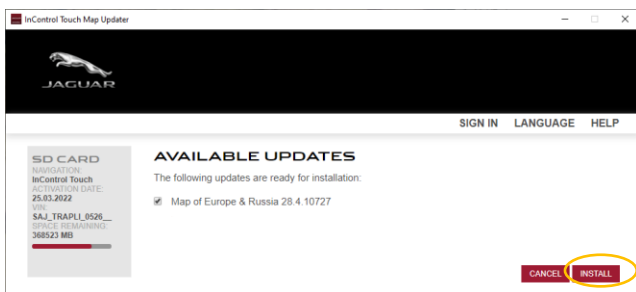 InControl Touch Map Updater
JAGUAR
SIGN IN LANGUAGE HELP
SD CARD
NAVIGATION:
InControl Touch
ACTIVATION DATE:
25.03.2022
VIN:
SAJ_TRAPLI_0526__
SPACE REMAINING:
368523 MB
AVAILABLE UPDATES
The following updates are ready for installation:
Map of Europe & Russia 28.4.10727
CANCEL INSTALL